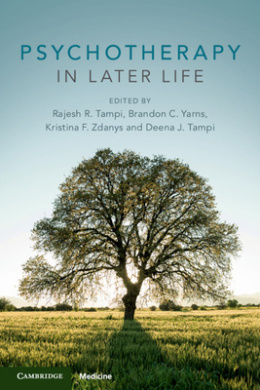 PSYCHOTHERAPY
IN LATER LIFE
EDITED BY
Rajesh R. Tampi, Brandon C. Yarns,
Kristina F. Zdanys and Deena J. Tampi
CAMBRIDGE Medicine